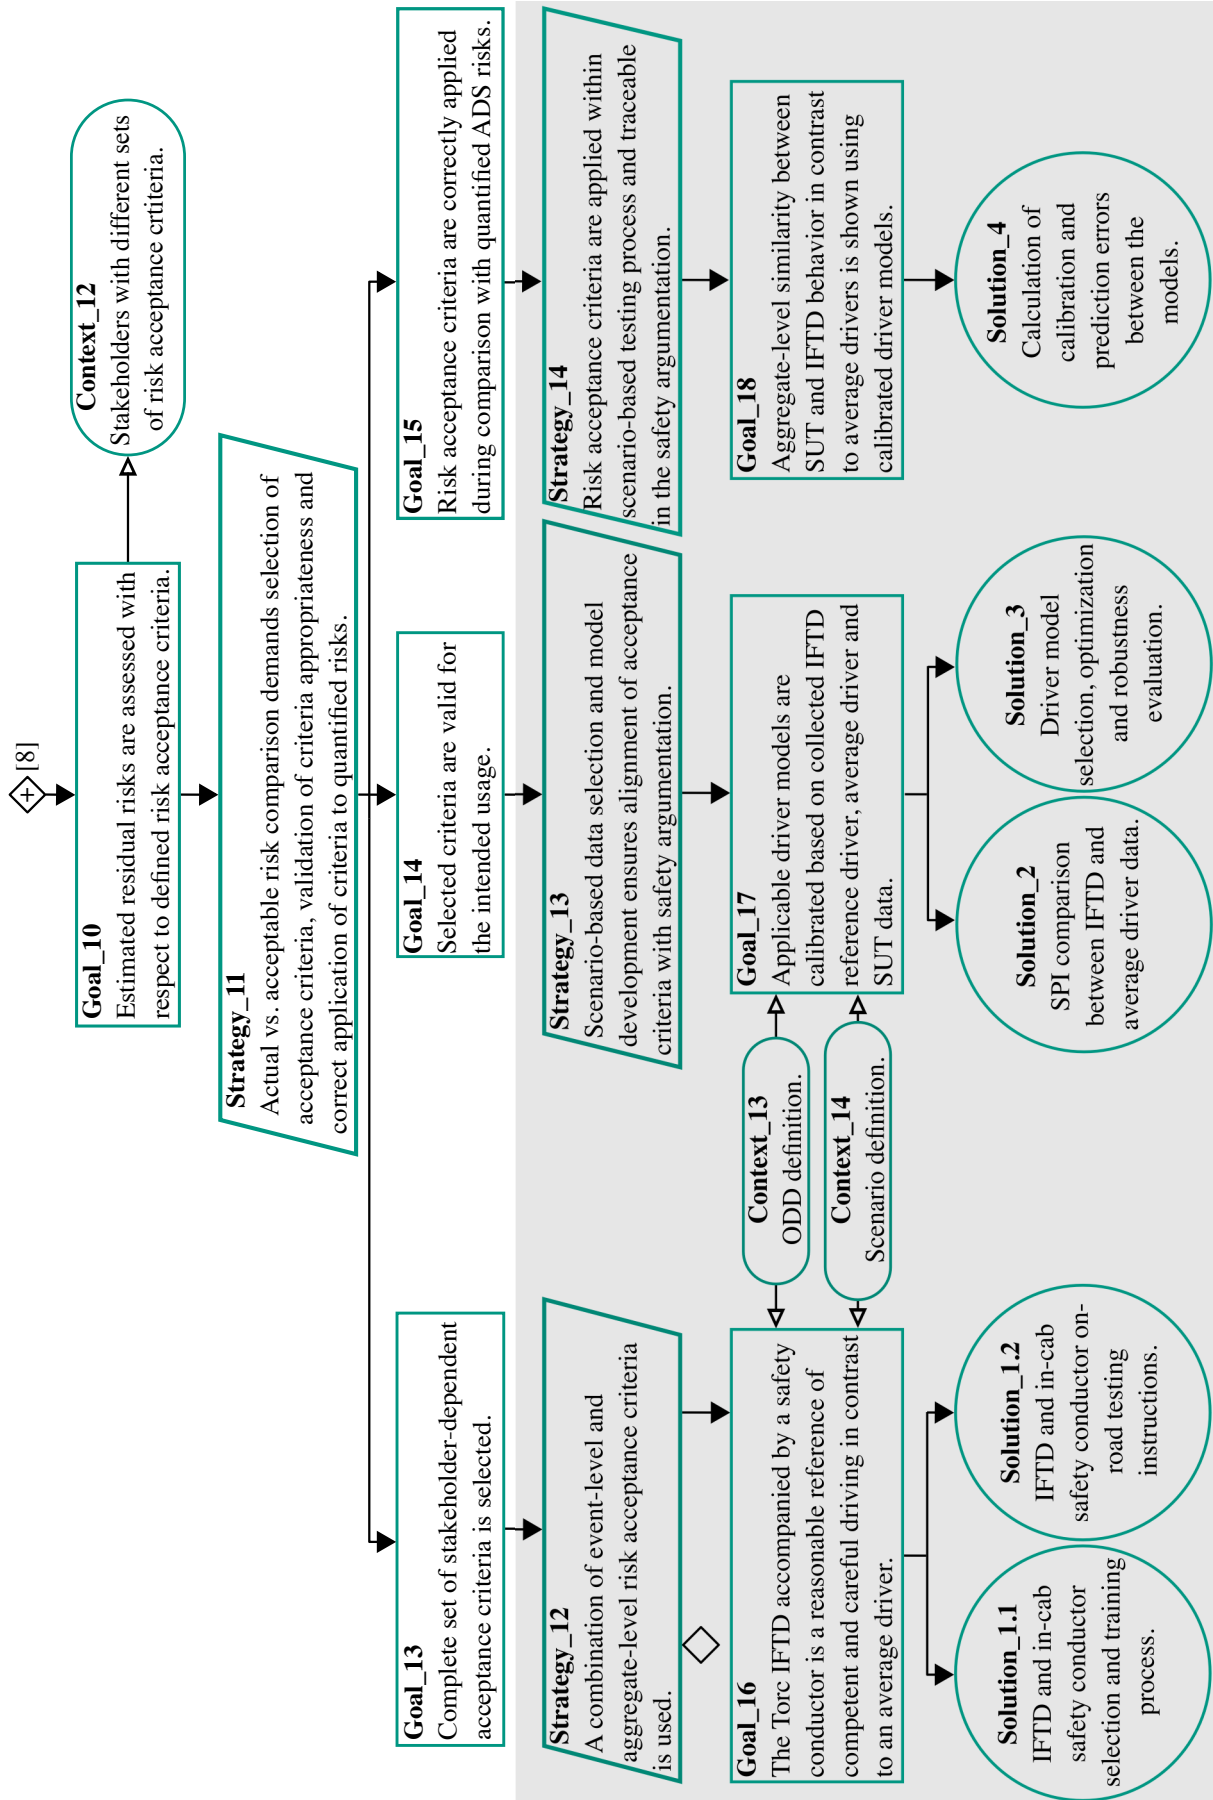 [8]
Goal_10
Estimated residual risks are assessed with
respect to defined risk acceptance criteria.
Context_12
Stakeholders with different sets
of risk acceptance crtiteria.
Strategy_11
Actual vs. acceptable risk comparison demands selection of
acceptance criteria, validation of criteria appropriateness and
correct application of criteria to quantified risks.
Goal_13
Complete set of stakeholder-dependent
acceptance criteria is selected.
Goal_14
Selected criteria are valid for
the intended usage.
Goal_15
Risk acceptance criteria are correctly applied
during comparison with quantified ADS risks.
Strategy_12
A combination of event-level and
aggregate-level risk acceptance criteria
is used.
Strategy_13
Scenario-based data selection and model
development ensures alignment of acceptance
criteria with safety argumentation.
Strategy_14
Risk acceptance criteria are applied within
scenario-based testing process and traceable
in the safety argumentation.
Goal_16
The Torc IFTD accompanied by a safety
conductor is a reasonable reference of
competent and careful driving in contrast
to an average driver.
Context_13
ODD definition.
Context_14
Scenario definition.
Goal_17
Applicable driver models are
calibrated based on collected IFTD
reference driver, average driver and
SUT data.
Goal_18
Aggregate-level similarity between
SUT and IFTD behavior in contrast
to average drivers is shown using
calibrated driver models.
Solution_1.1
IFTD and in-cab
safety conductor
selection and training
process.
Solution_1.2
IFTD and in-cab
safety conductor on-
road testing
instructions.
Solution_2
SPI comparison
between IFTD and
average driver data.
Solution_3
Driver model
selection, optimization
and robustness
evaluation.
Solution_4
Calculation of
calibration and
prediction errors
between the
models.